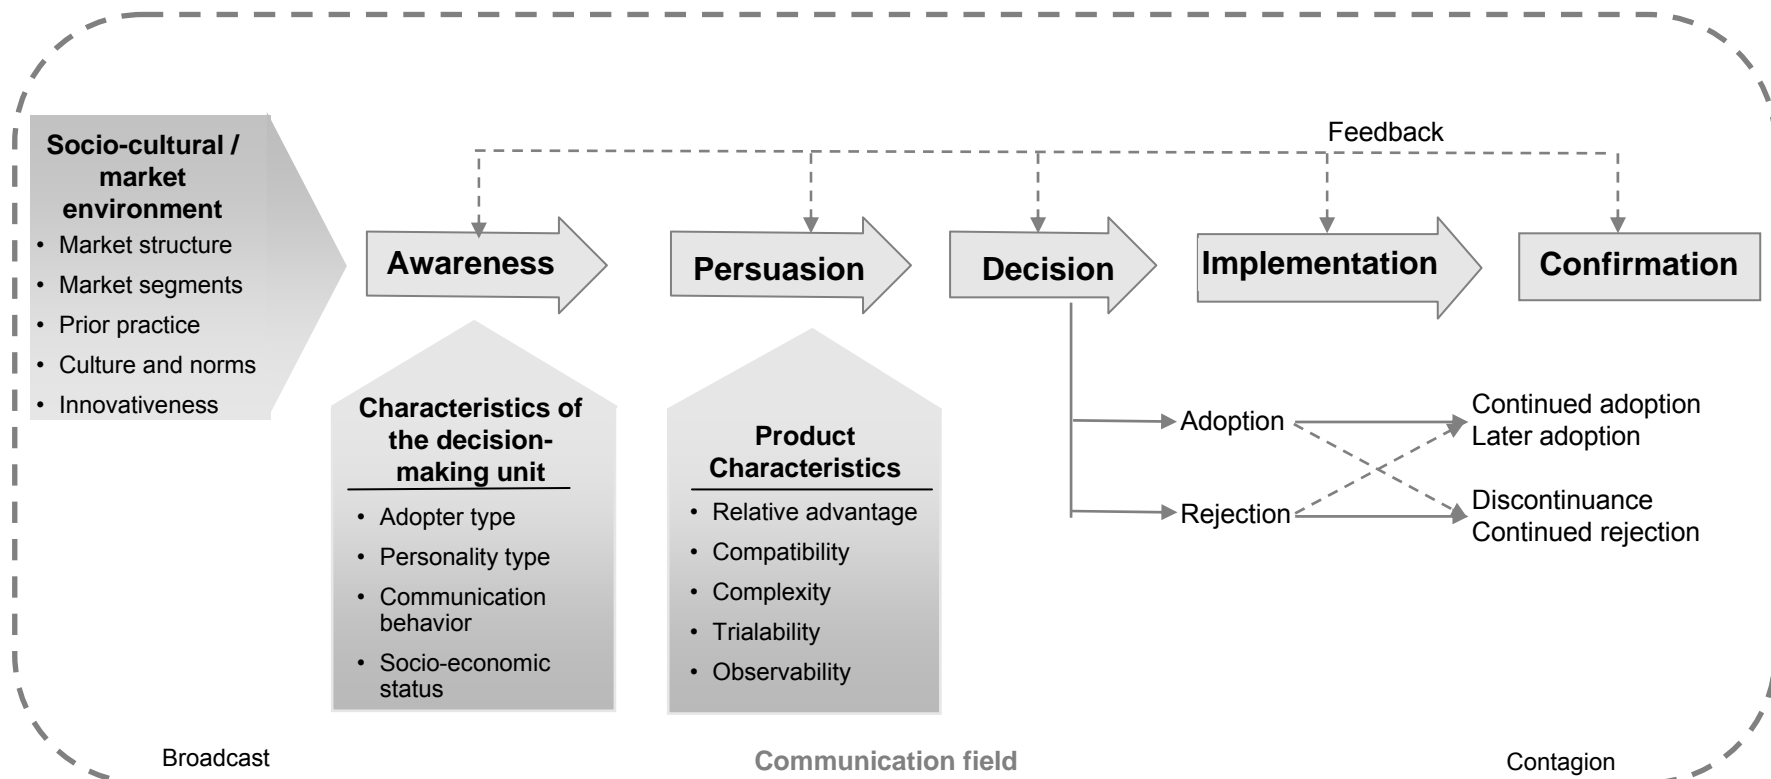 Socio-cultural /
market
environment
• Market structure
• Market segments
• Prior practice
• Culture and norms
• Innovativeness
Feedback
Awareness
Persuasion
Decision
Implementation
Confirmation
Characteristics of
the decision-
making unit
• Adopter type
• Personality type
• Communication
behavior
• Socio-economic
status
Product
Characteristics
• Relative advantage
• Compatibility
• Complexity
• Trialability
• Observability
Adoption
Rejection
Continued adoption
Later adoption
Discontinuance
Continued rejection
Broadcast
Communication field
Contagion